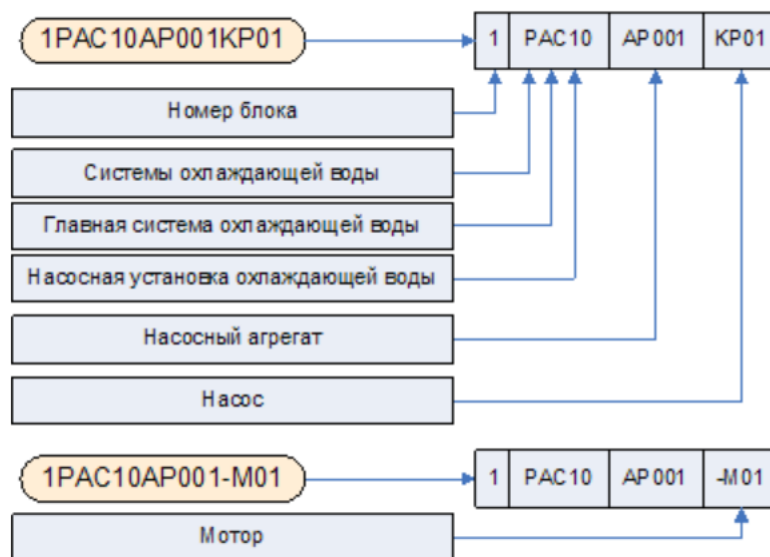 1PAC10AP001KP01
1 PAC10 AP001 KP01
Номер блока
Системы охлаждающей воды
Главная система охлаждающей воды
Насосная установка охлаждающей воды
Насосный агрегат
Насос
1PAC10AP001-M01
1 PAC10 AP001 -M01
Мотор